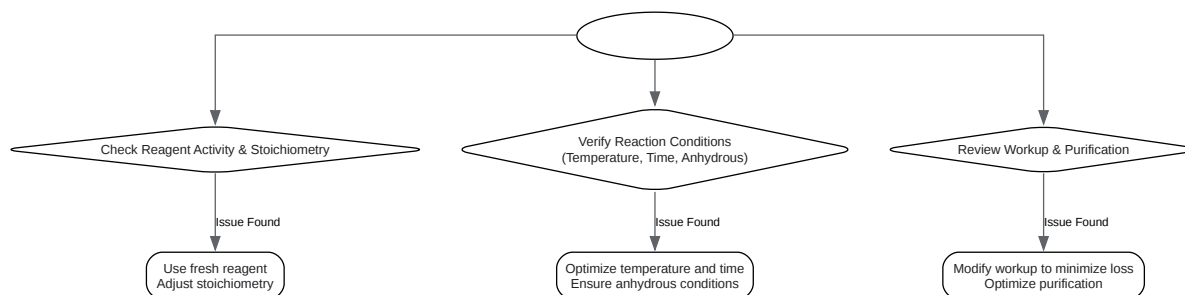 Check Reagent Activity & Stoichiometry
Verify Reaction Conditions
(Temperature, Time, Anhydrous)
Review Workup & Purification
Issue Found
Issue Found
Issue Found
Use fresh reagent
Adjust stoichiometry
Optimize temperature and time
Ensure anhydrous conditions
Modify workup to minimize loss
Optimize purification